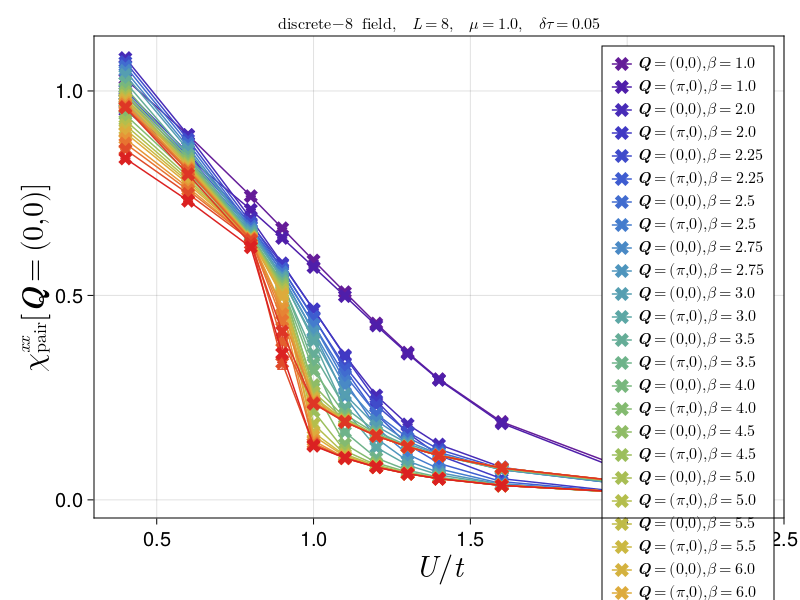 discrete−8 field, L = 8, μ = 1.0, δτ = 0.05
χ^{xx}_{pair}[Q = (0,0)]
1.0
0.5
0.0
0.5
1.0
1.5
2.5
U/t
Q = (0,0),β = 1.0
Q = (π,0),β = 1.0
Q = (0,0),β = 2.0
Q = (π,0),β = 2.0
Q = (0,0),β = 2.25
Q = (π,0),β = 2.25
Q = (0,0),β = 2.5
Q = (π,0),β = 2.5
Q = (0,0),β = 2.75
Q = (π,0),β = 2.75
Q = (0,0),β = 3.0
Q = (π,0),β = 3.0
Q = (0,0),β = 3.5
Q = (π,0),β = 3.5
Q = (0,0),β = 4.0
Q = (π,0),β = 4.0
Q = (0,0),β = 4.5
Q = (π,0),β = 4.5
Q = (0,0),β = 5.0
Q = (π,0),β = 5.0
Q = (0,0),β = 5.5
Q = (π,0),β = 5.5
Q = (0,0),β = 6.0
Q = (π,0),β = 6.0